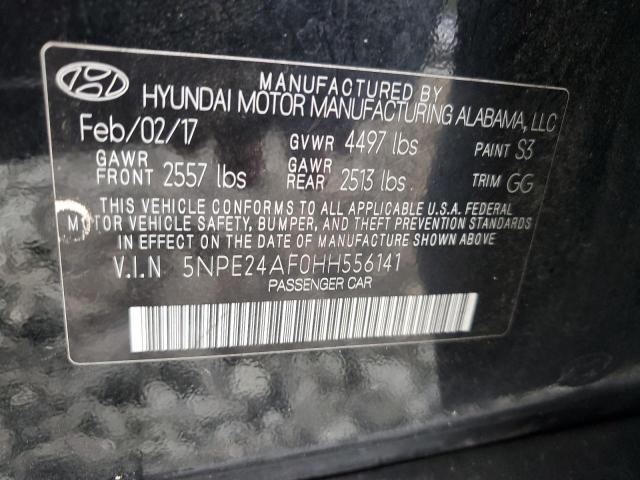 MANUFACTURED BY
HYUNDAI MOTOR MANUFACTURING ALABAMA, LLC
Feb/02/17 GVWR 4497 lbs PAINT S3
GAWR FRONT 2557 lbs GAWR REAR 2513 lbs TRIM GG
THIS VEHICLE CONFORMS TO ALL APPLICABLE U.S.A. FEDERAL
MOTOR VEHICLE SAFETY, BUMPER, AND THEFT PREVENTION STANDARDS
IN EFFECT ON THE DATE OF MANUFACTURE SHOWN ABOVE
V.I.N 5NPE24AF0HH556141
PASSENGER CAR